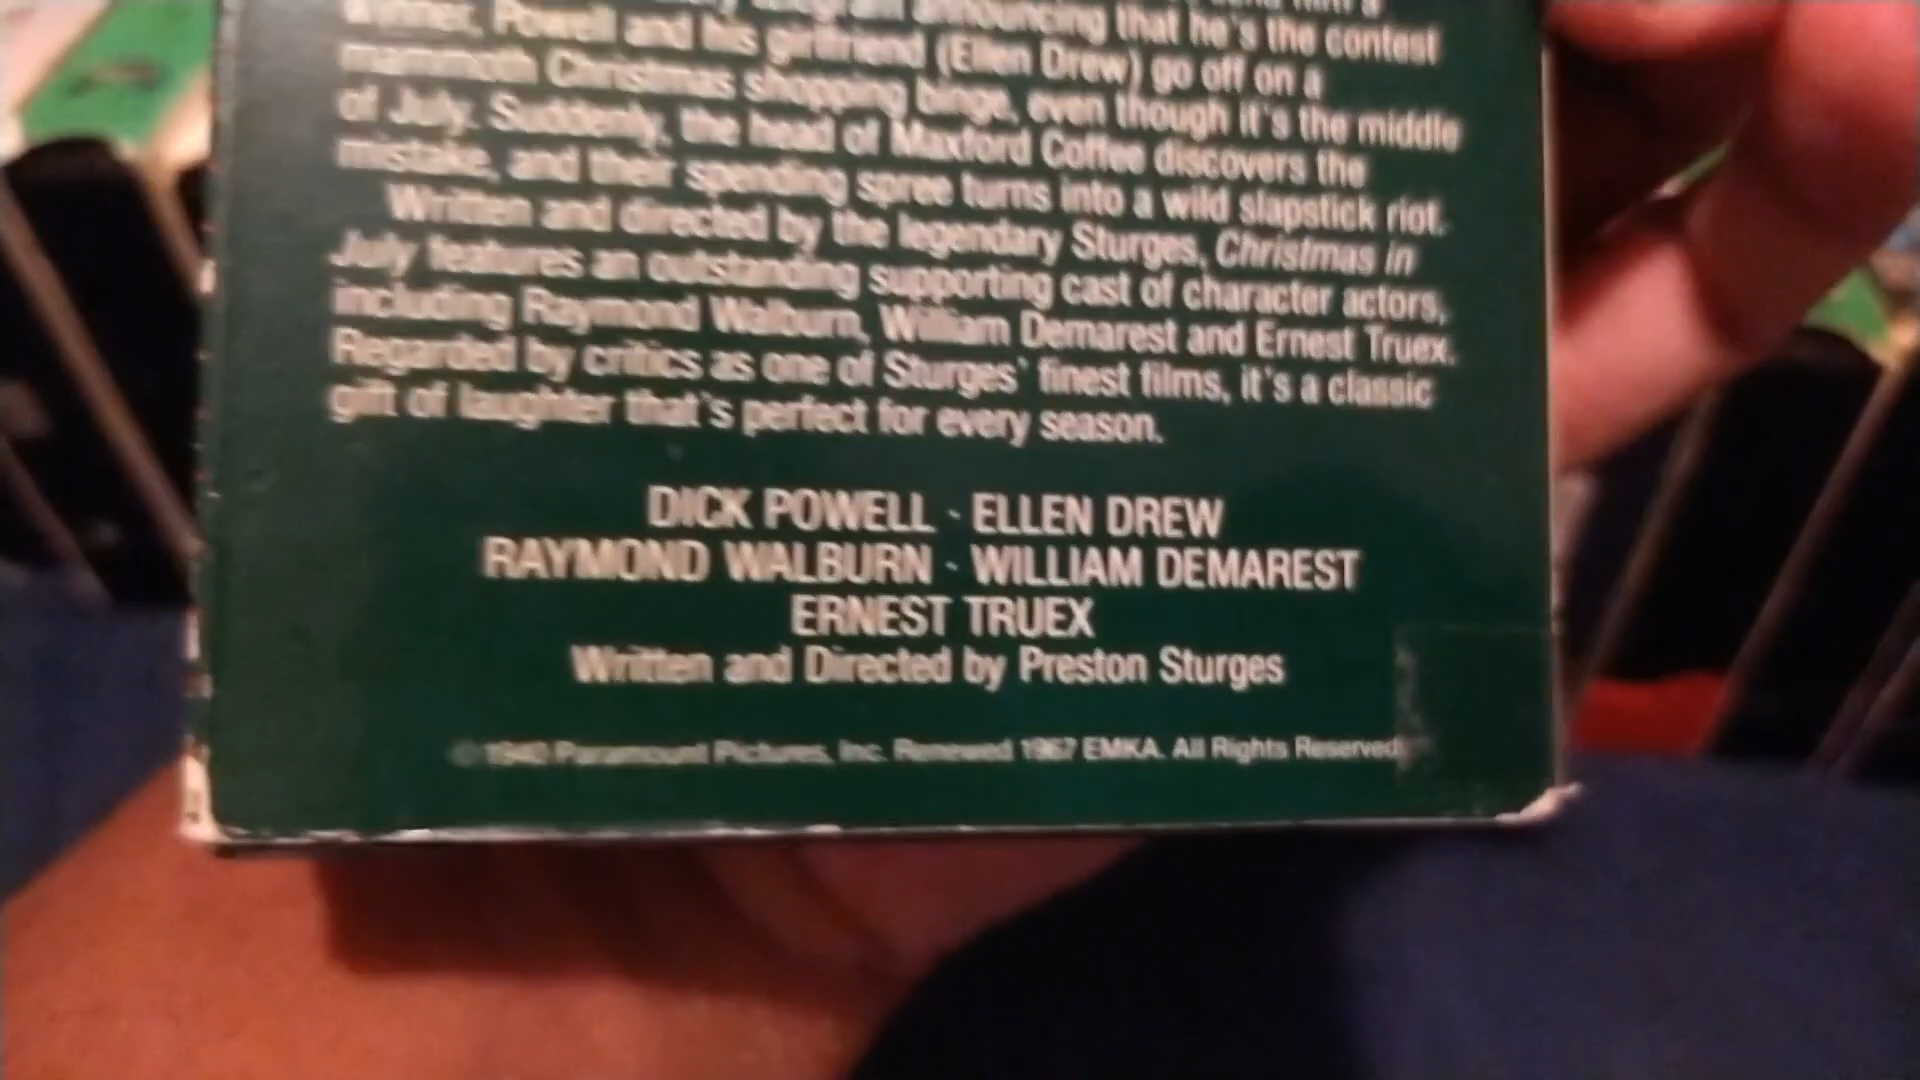 announcing that he's the contest
winner, Powell and his girlfriend (Ellen Drew) go off on a
mammoth Christmas shopping binge, even though it's the middle
of July. Suddenly, the head of Maxford Coffee discovers the
mistake, and their spending spree turns into a wild slapstick riot.
Written and directed by the legendary Sturges, Christmas in
July features an outstanding supporting cast of character actors,
including Raymond Walburn, William Demarest and Ernest Truex.
Regarded by critics as one of Sturges' finest films, it's a classic
gift of laughter that's perfect for every season.
DICK POWELL · ELLEN DREW
RAYMOND WALBURN · WILLIAM DEMAREST
ERNEST TRUEX
Written and Directed by Preston Sturges
© 1940 Paramount Pictures, Inc. Renewed 1967 EMKA. All Rights Reserved.